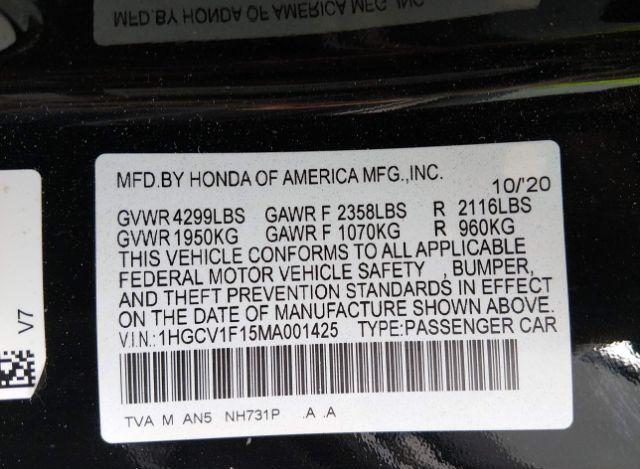 MFD.BY HONDA OF AMERICA MFG.,INC
MFD.BY HONDA OF AMERICA MFG.,INC.
10/'20
GVWR 4299LBS GAWR F 2358LBS R 2116LBS
GVWR 1950KG GAWR F 1070KG R 960KG
THIS VEHICLE CONFORMS TO ALL APPLICABLE
FEDERAL MOTOR VEHICLE SAFETY , BUMPER,
AND THEFT PREVENTION STANDARDS IN EFFECT
ON THE DATE OF MANUFACTURE SHOWN ABOVE.
V.I.N.: 1HGCV1F15MA001425 TYPE:PASSENGER CAR
TVA M AN5 NH731P .A .A
V7